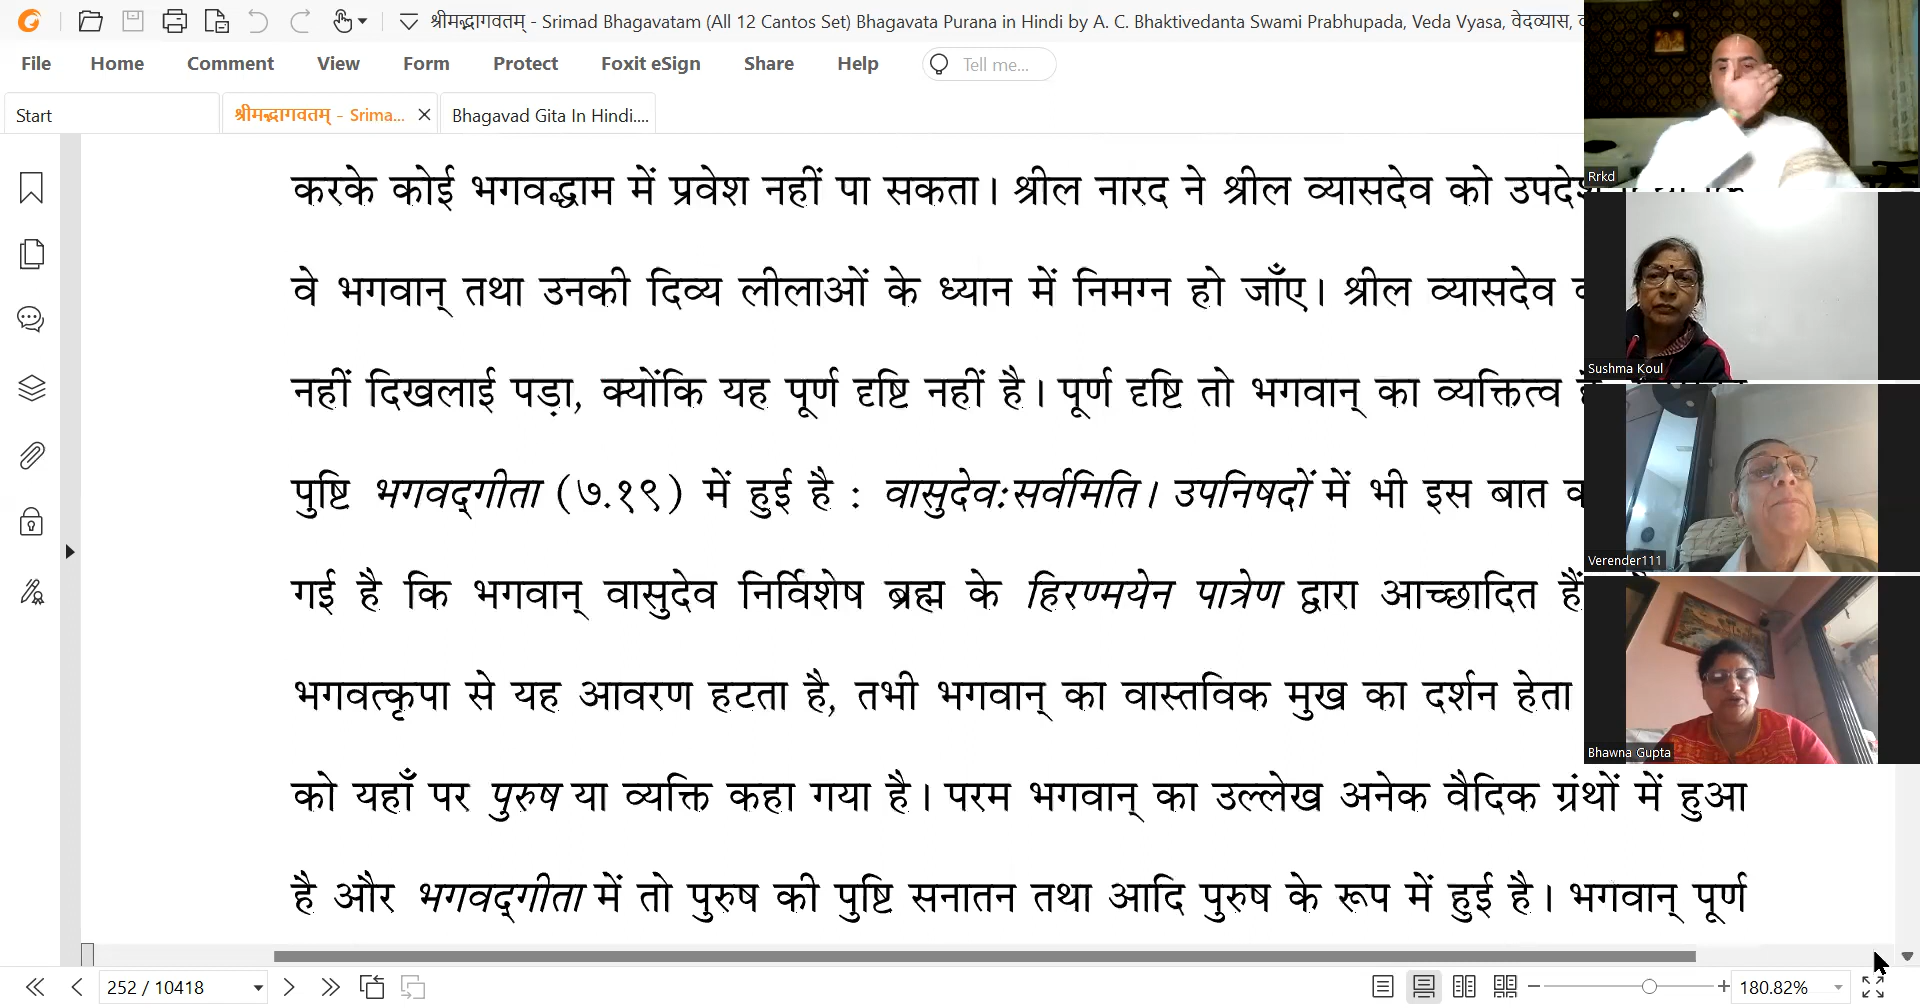 श्रीमद्भागवतम् - Srimad Bhagavatam (All 12 Cantos Set) Bhagavata Purana in Hindi by A. C. Bhaktivedanta Swami Prabhupada, Veda Vyasa, वेदव्यास,
File Home Comment View Form Protect Foxit eSign Share Help Tell me...
Start श्रीमद्भागवतम् - Srima... Bhagavad Gita In Hindi....
करके कोई भगवद्धाम में प्रवेश नहीं पा सकता। श्रील नारद ने श्रील व्यासदेव को उपदेश
वे भगवान् तथा उनकी दिव्य लीलाओं के ध्यान में निमग्न हो जाँए। श्रील व्यासदेव
नहीं दिखलाई पड़ा, क्योंकि यह पूर्ण दृष्टि नहीं है। पूर्ण दृष्टि तो भगवान् का व्यक्तित्व
पुष्टि भगवद्‌गीता (७.१९) में हुई है : वासुदेवःसर्वमिति। उपनिषदों में भी इस बात
गई है कि भगवान् वासुदेव निर्विशेष ब्रह्म के हिरण्मयेन पात्रेण द्वारा आच्छादित हैं
भगवत्कृपा से यह आवरण हटता है, तभी भगवान् का वास्तविक मुख का दर्शन हेता
को यहाँ पर पुरुष या व्यक्ति कहा गया है। परम भगवान् का उल्लेख अनेक वैदिक ग्रंथों में हुआ
है और भगवद्‌गीता में तो पुरुष की पुष्टि सनातन तथा आदि पुरुष के रूप में हुई है। भगवान् पूर्ण
Rrkd
Sushma Koul
Verender111
Bhawna Gupta
252 / 10418
180.82%